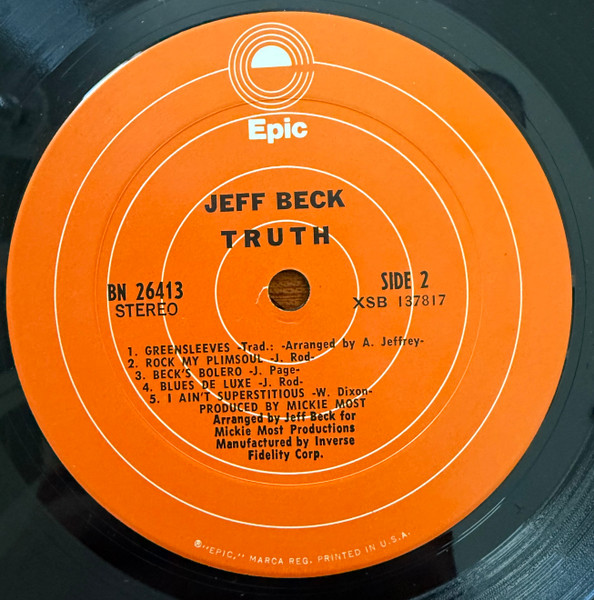 Epic
JEFF BECK
TRUTH
BN 26413
STEREO
SIDE 2
XSB 137817
1. GREENSLEEVES -Trad.: -Arranged by A. Jeffrey-
2. ROCK MY PLIMSOUL -J. Rod-
3. BECK'S BOLERO -J. Page-
4. BLUES DE LUXE -J. Rod-
5. I AIN'T SUPERSTITIOUS -W. Dixon-
PRODUCED BY MICKIE MOST
Arranged by Jeff Beck for
Mickie Most Productions
Manufactured by Inverse
Fidelity Corp.
®"EPIC," MARCA REG. PRINTED IN U.S.A.